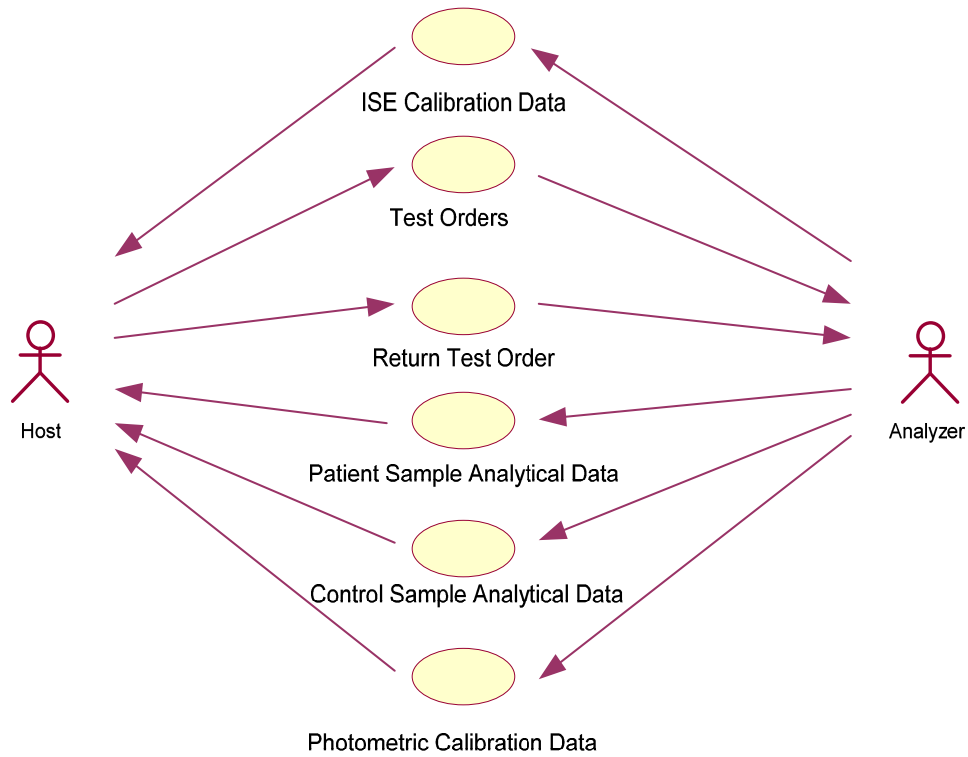 ISE Calibration Data
Test Orders
Return Test Order
Host
Analyzer
Patient Sample Analytical Data
Control Sample Analytical Data
Photometric Calibration Data